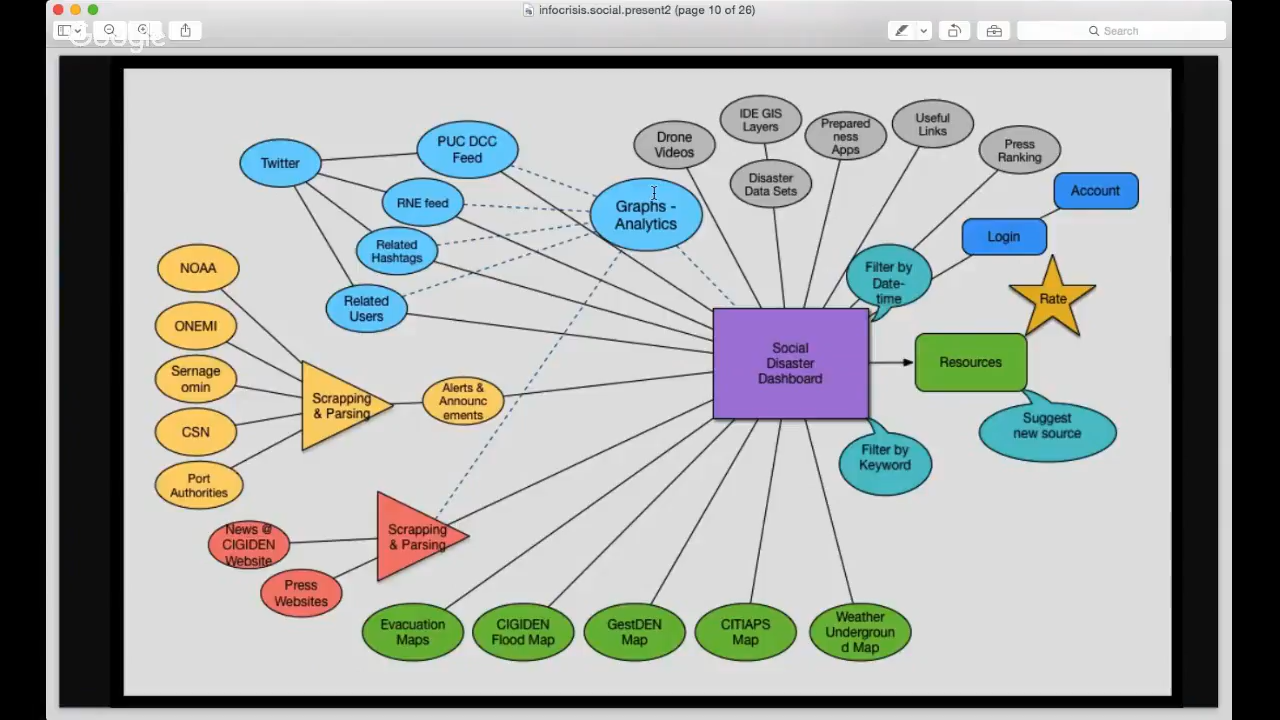 infocrisis.social.present2 (page 10 of 26)
Google
Search
IDE GIS
Layers
Drone
Videos
Prepared
ness
Apps
Useful
Links
Press
Ranking
Disaster
Data Sets
Account
Login
Twitter
PUC DCC
Feed
RNE feed
Related
Hashtags
Related
Users
Graphs -
Analytics
Filter by
Date-
time
Rate
NOAA
ONEMI
Sernage
omin
CSN
Port
Authorities
Scrapping
& Parsing
Alerts &
Announc
ements
Social
Disaster
Dashboard
Resources
Suggest
new source
Filter by
Keyword
News @
CIGIDEN
Website
Press
Websites
Scrapping
& Parsing
Evacuation
Maps
CIGIDEN
Flood Map
GestDEN
Map
CITIAPS
Map
Weather
Undergroun
d Map